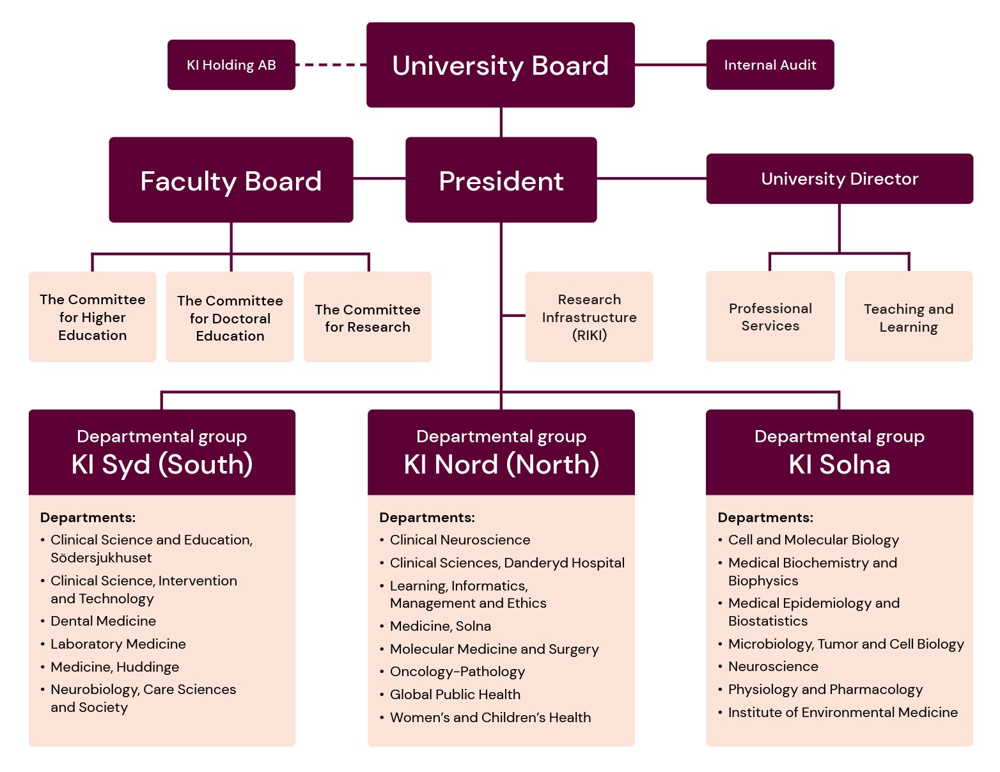 KI Holding AB
University Board
Internal Audit
Faculty Board
President
University Director
The Committee
for Higher
Education
The Committee
for Doctoral
Education
The Committee
for Research
Research
Infrastructure
(RIKI)
Professional
Services
Teaching and
Learning
Departmental group
KI Syd (South)
Departments:
• Clinical Science and Education,
Södersjukhuset
• Clinical Science, Intervention
and Technology
• Dental Medicine
• Laboratory Medicine
• Medicine, Huddinge
• Neurobiology, Care Sciences
and Society
Departmental group
KI Nord (North)
Departments:
• Clinical Neuroscience
• Clinical Sciences, Danderyd Hospital
• Learning, Informatics,
Management and Ethics
• Medicine, Solna
• Molecular Medicine and Surgery
• Oncology–Pathology
• Global Public Health
• Women’s and Children’s Health
Departmental group
KI Solna
Departments:
• Cell and Molecular Biology
• Medical Biochemistry and
Biophysics
• Medical Epidemiology and
Biostatistics
• Microbiology, Tumor and Cell Biology
• Neuroscience
• Physiology and Pharmacology
• Institute of Environmental Medicine